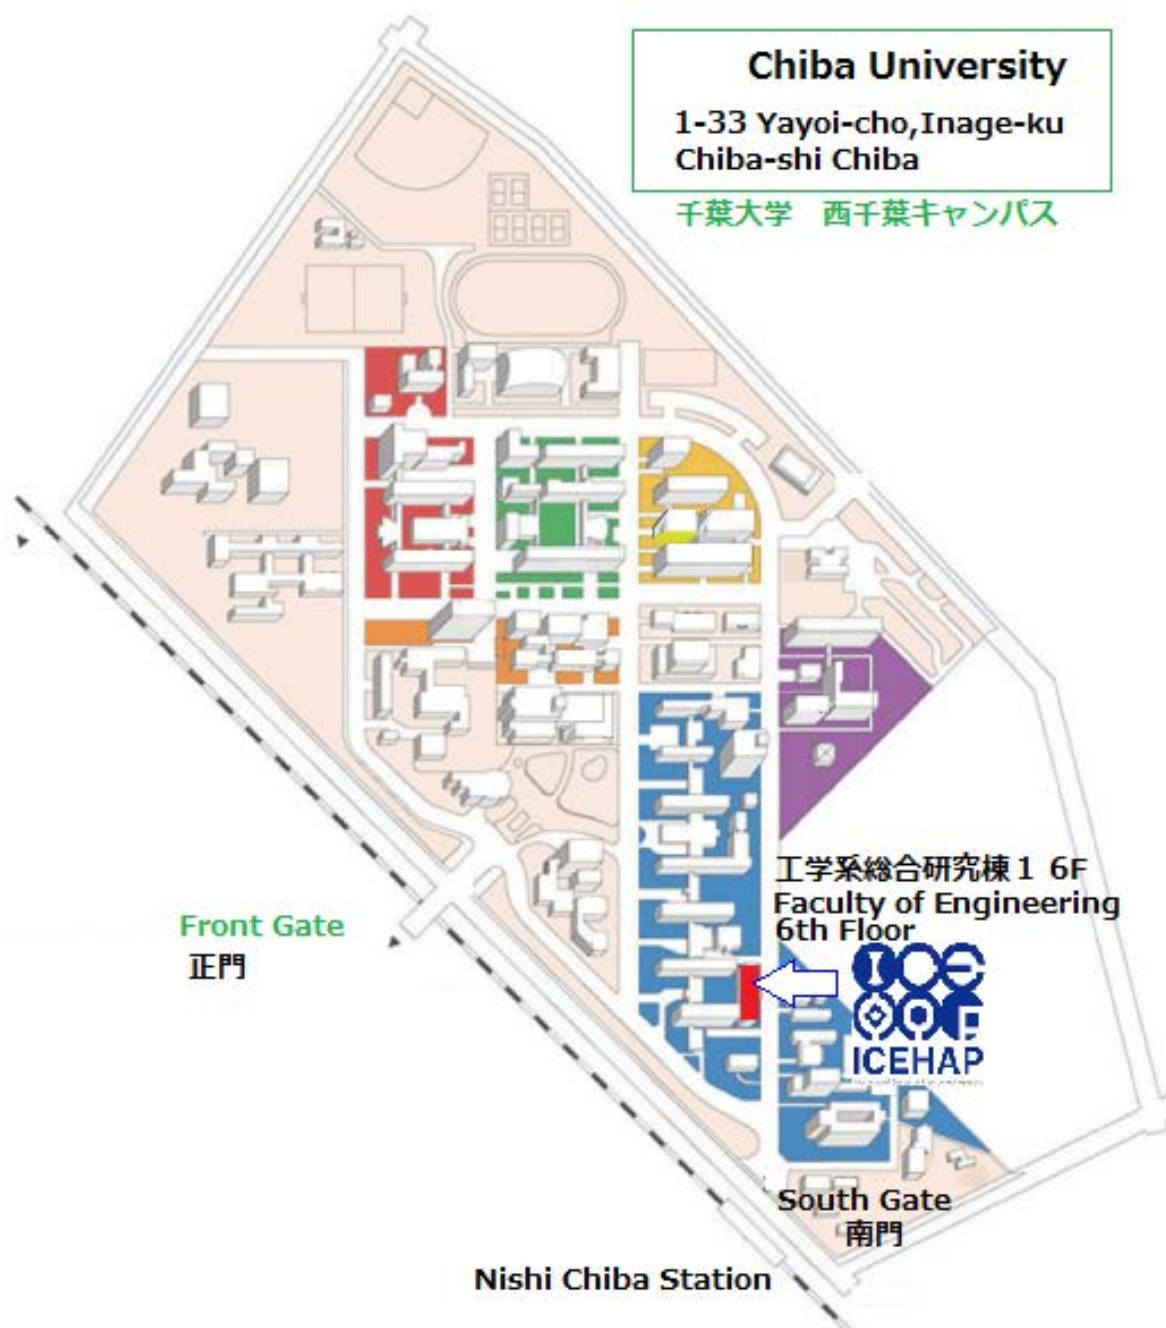 Chiba University
1-33 Yayoi-cho,Inage-ku
Chiba-shi Chiba
千葉大学　西千葉キャンパス
工学系総合研究棟１ 6F
Faculty of Engineering
6th Floor
ICEHAP
Front Gate
正門
South Gate
南門
Nishi Chiba Station